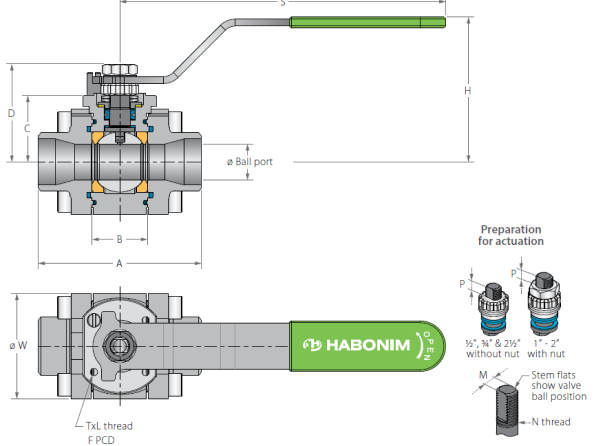 S
D
C
H
ø Ball port
B
A
Preparation
for actuation
P
P
½", ¾" & 2½"
without nut
1" - 2"
with nut
ø W
HABONIM
OPEN
M
Stem flats
show valve
ball position
N thread
TxL thread
F PCD